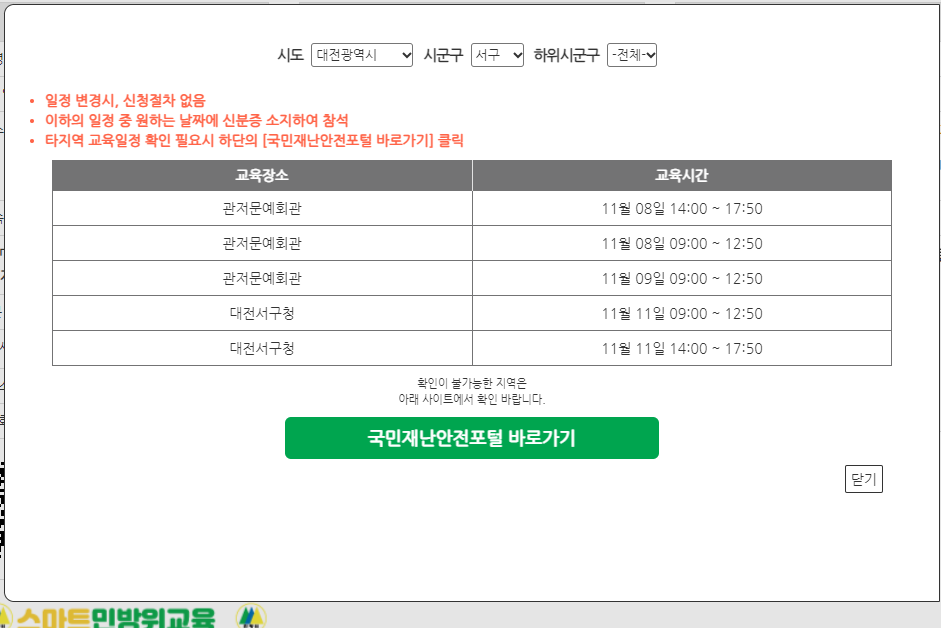 시도 대전광역시 시군구 서구 하위시군구 -전체-
일정 변경시, 신청절차 없음
이하의 일정 중 원하는 날짜에 신분증 소지하여 참석
타지역 교육일정 확인 필요시 하단의 [국민재난안전포털 바로가기] 클릭
교육장소 교육시간
관저문예회관 11월 08일 14:00 ~ 17:50
관저문예회관 11월 08일 09:00 ~ 12:50
관저문예회관 11월 09일 09:00 ~ 12:50
대전서구청 11월 11일 09:00 ~ 12:50
대전서구청 11월 11일 14:00 ~ 17:50
확인이 불가능한 지역은
아래 사이트에서 확인 바랍니다.
국민재난안전포털 바로가기
닫기
스마트민방위교육